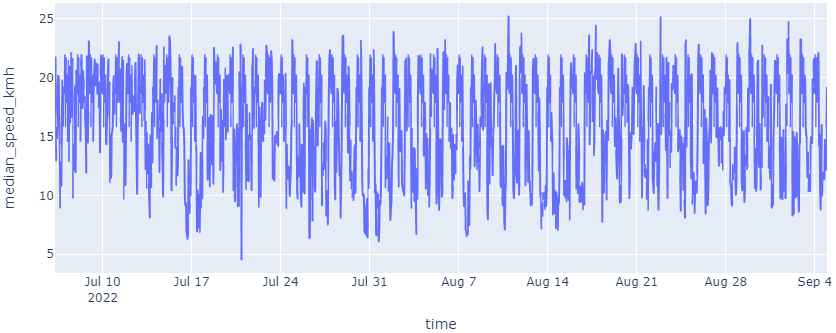 median_speed_kmh
25
20
15
10
5
Jul 10
2022
Jul 17
Jul 24
Jul 31
Aug 7
Aug 14
Aug 21
Aug 28
Sep 4
time